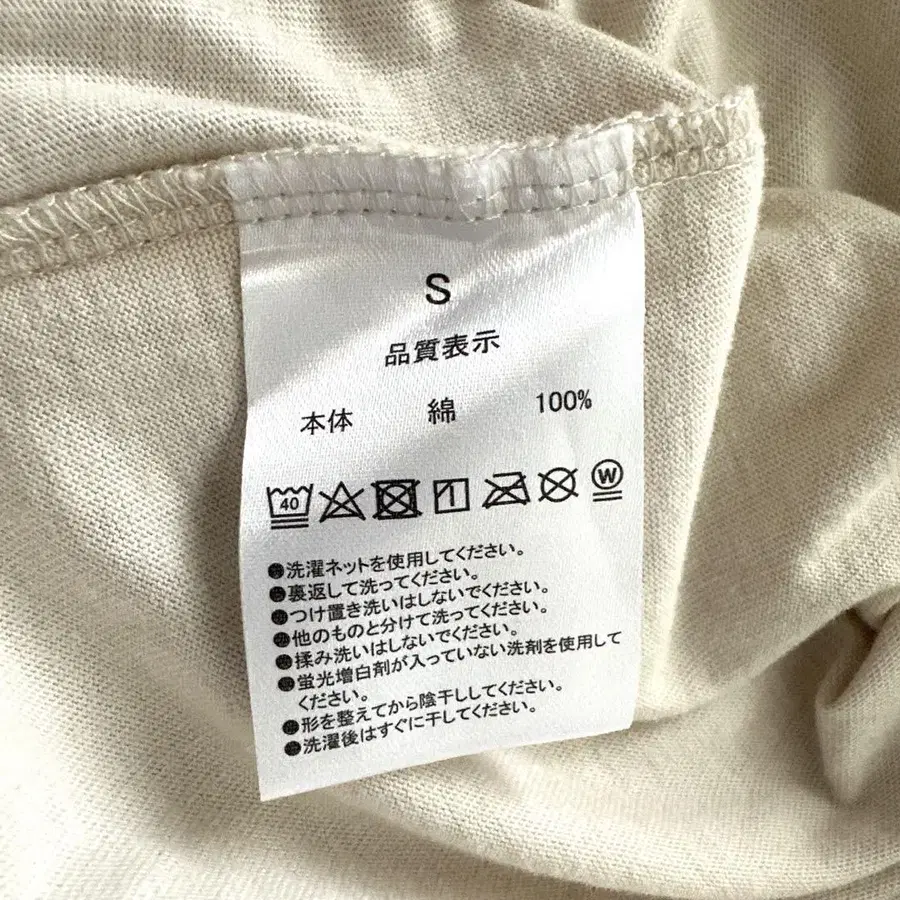 S
品質表示
本体 綿 100%
40 W
●洗濯ネットを使用してください。
●裏返して洗ってください。
●つけ置き洗いはしないでください。
●他のものと分けて洗ってください。
●揉み洗いはしないでください。
●蛍光増白剤が入っていない洗剤を使用して
ください。
●形を整えてから陰干ししてください。
●洗濯後はすぐに干してください。